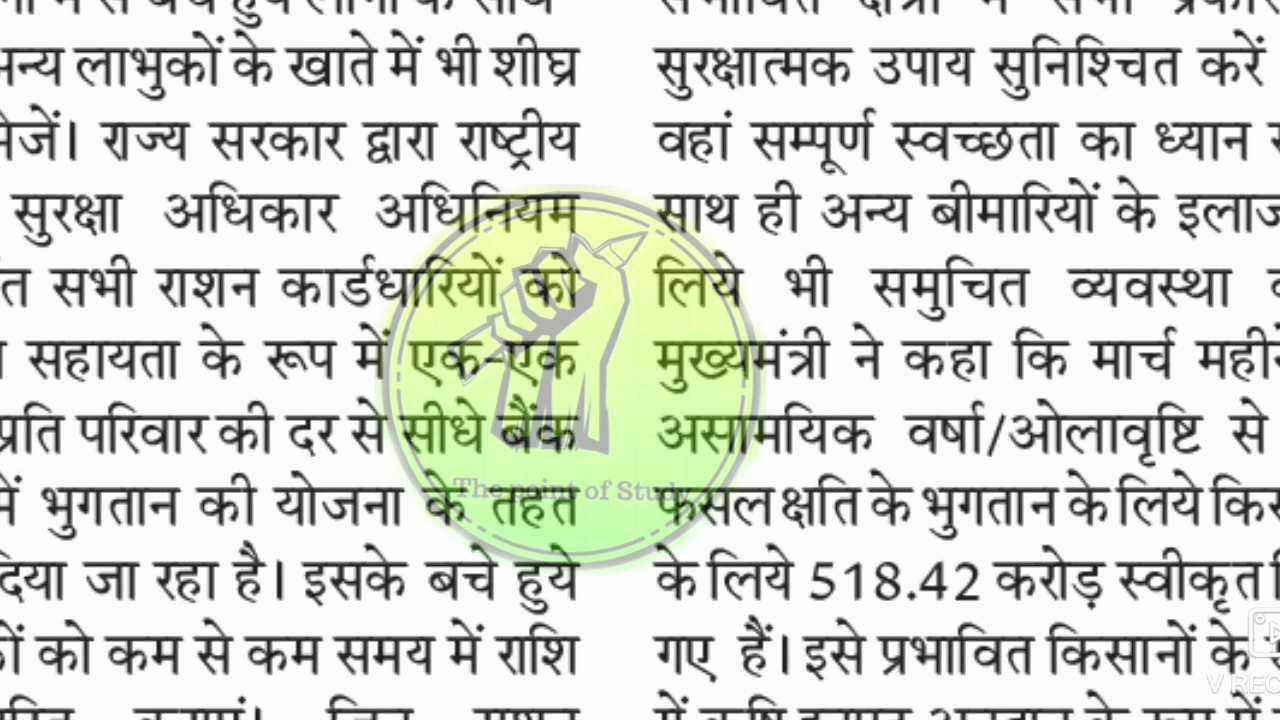 अन्य लाभुकों के खाते में भी शीघ्र
भेजें। राज्य सरकार द्वारा राष्ट्रीय
सुरक्षा अधिकार अधिनियम
सभी राशन कार्डधारियों को
सहायता के रूप में एक-एक
प्रति परिवार की दर से सीधे बैंक
में भुगतान की योजना के तहत
दिया जा रहा है। इसके बचे हुये
को कम से कम समय में राशि
सुरक्षात्मक उपाय सुनिश्चित करें
वहां सम्पूर्ण स्वच्छता का ध्यान
साथ ही अन्य बीमारियों के इलाज
लिये भी समुचित व्यवस्था
मुख्यमंत्री ने कहा कि मार्च महीने
असामयिक वर्षा/ओलावृष्टि से
फसल क्षति के भुगतान के लिये
के लिये 518.42 करोड़ स्वीकृत
गए हैं। इसे प्रभावित किसानों के
The point of Study
V REC